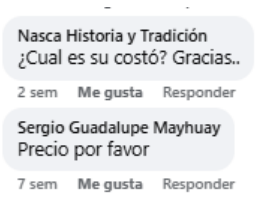 Nasca Historia y Tradición
¿Cual es su costó? Gracias..
2 sem Me gusta Responder
Sergio Guadalupe Mayhuay
Precio por favor
7 sem Me gusta Responder